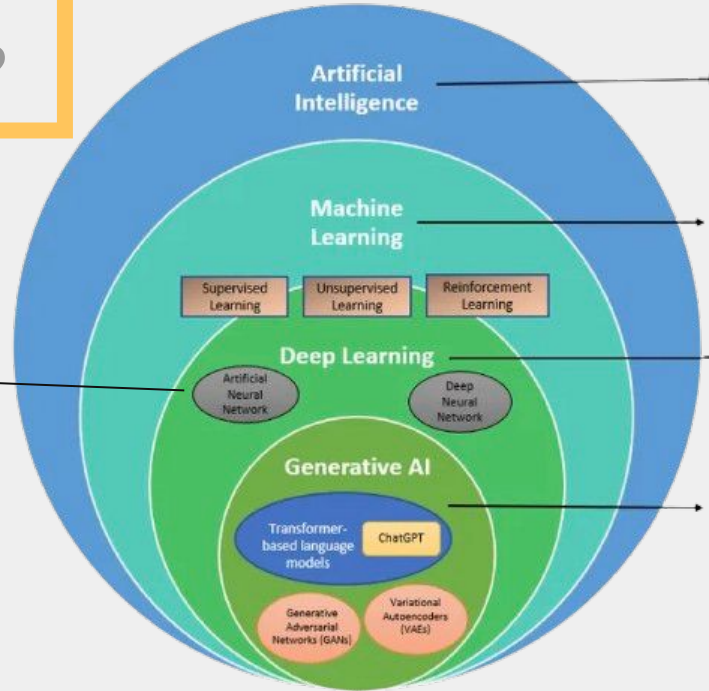 Artificial
Intelligence
Machine
Learning
Supervised
Learning
Unsupervised
Learning
Reinforcement
Learning
Deep Learning
Artificial
Neural
Network
Deep
Neural
Network
Generative AI
Transformer-
based language
models
ChatGPT
Generative
Adversarial
Networks (GANs)
Variational
Autoencoders
(VAEs)